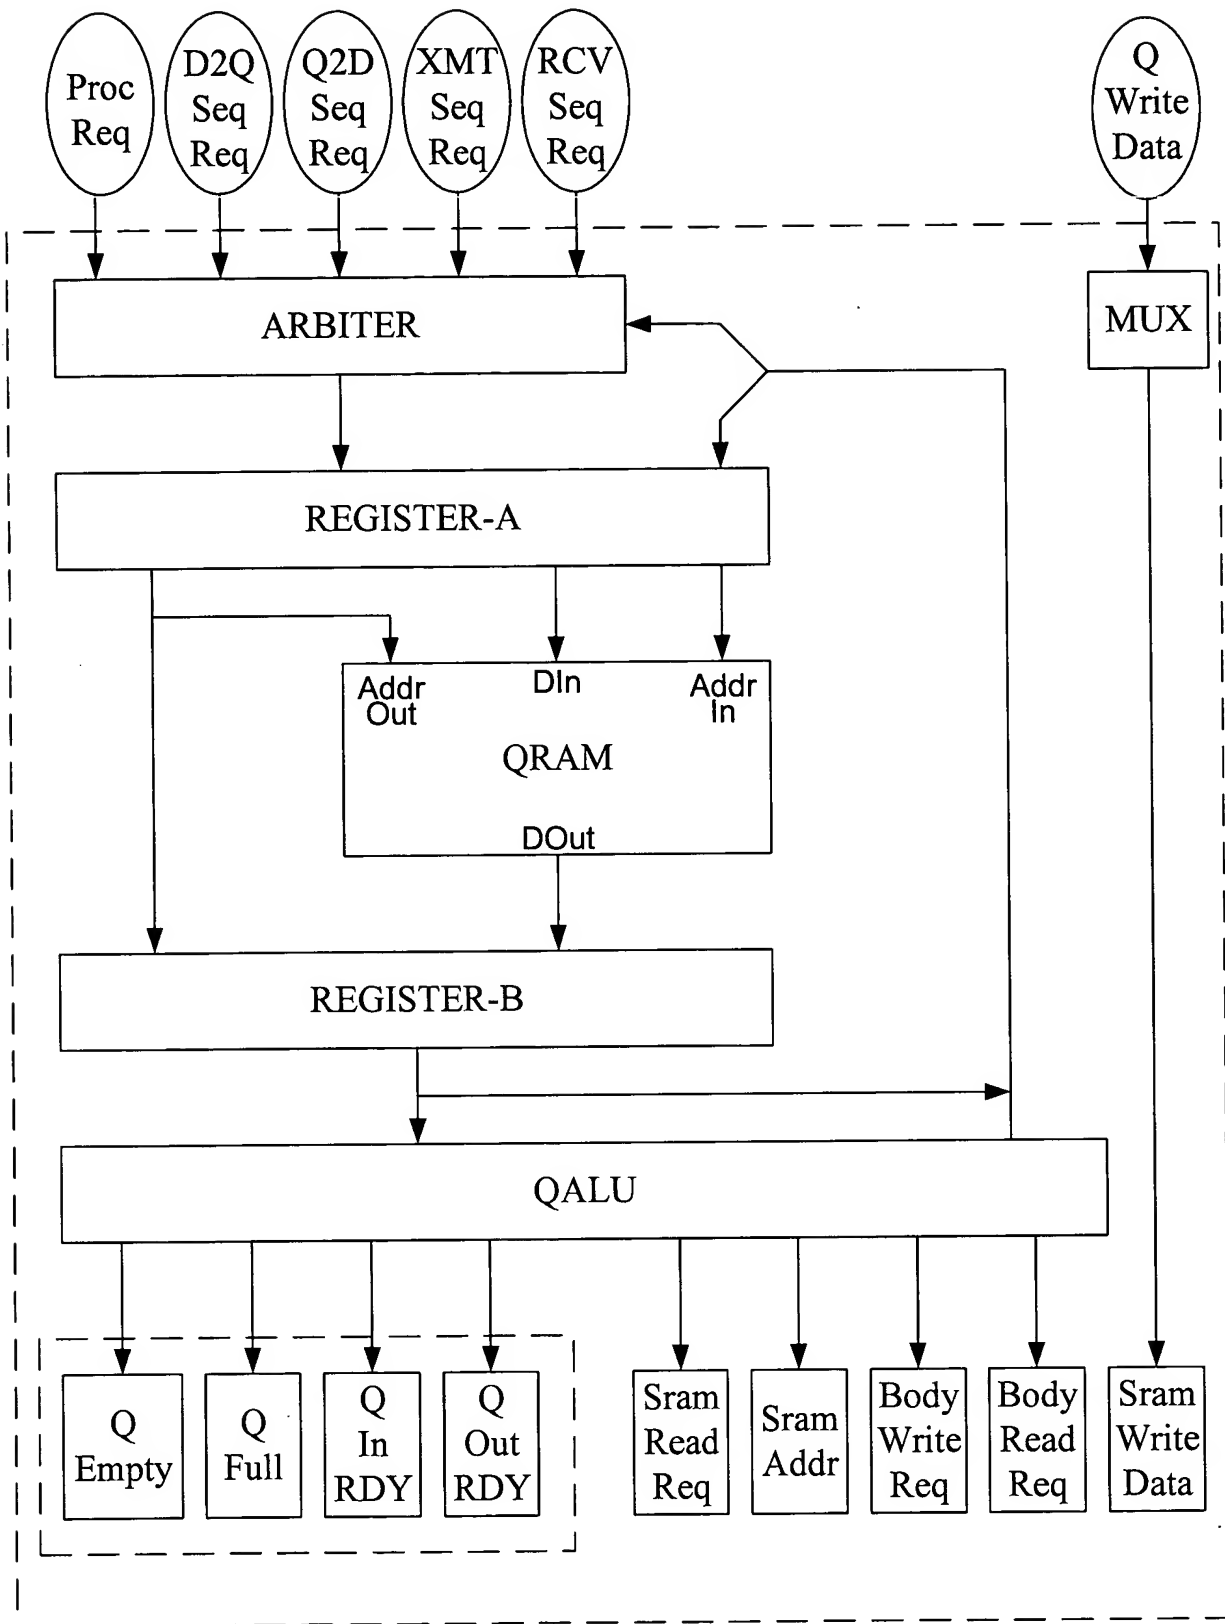 Proc
Req
D2Q
Seq
Req
Q2D
Seq
Req
XMT
Seq
Req
RCV
Seq
Req
Q
Write
Data
ARBITER
MUX
REGISTER-A
Addr
Out
DIn
Addr
In
QRAM
DOut
REGISTER-B
QALU
Q
Empty
Q
Full
Q
In
RDY
Q
Out
RDY
Sram
Read
Req
Sram
Addr
Body
Write
Req
Body
Read
Req
Sram
Write
Data